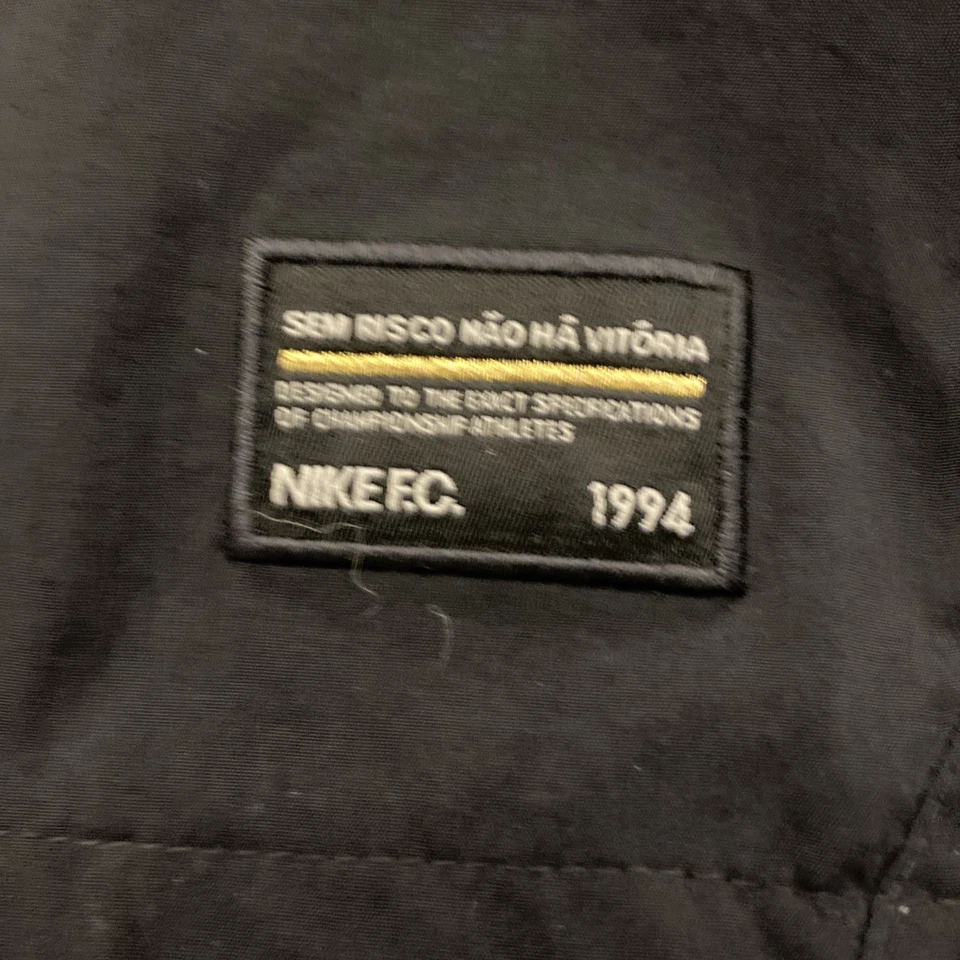 SEM RISCO NÃO HÁ VITÓRIA
DESIGNED TO THE EXACT SPECIFICATIONS
OF CHAMPIONSHIP ATHLETES
NIKE F.C. 1994